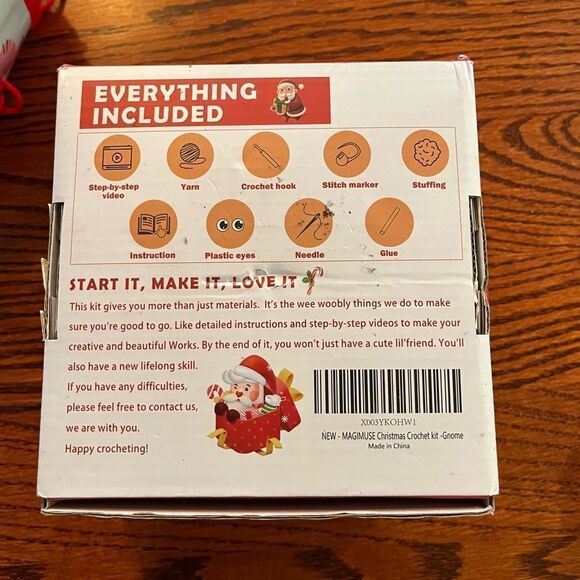 EVERYTHING
INCLUDED
Step-by-step
video
Yarn
Crochet hook
Stitch marker
Stuffing
Instruction
Plastic eyes
Needle
Glue
START IT, MAKE IT, LOVE IT
This kit gives you more than just materials. It's the wee woobly things we do to make
sure you're good to go. Like detailed instructions and step-by-step videos to make your
creative and beautiful Works. By the end of it, you won't just have a cute lil'friend. You'll
also have a new lifelong skill.
If you have any difficulties,
please feel free to contact us,
we are with you.
Happy crocheting!
X003YKOHW1
NEW - MAGIMUSE Christmas Crochet kit -Gnome
Made in China